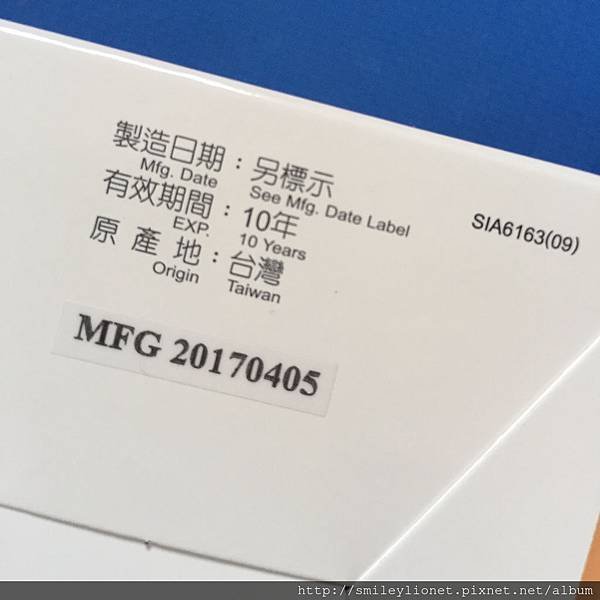 製造日期：另標示
Mfg. Date See Mfg. Date Label
有效期間：10年
EXP. 10 Years
原產地：台灣
Origin Taiwan
SIA6163(09)
MFG 20170405
http://smileylionet.pixnet.net/album